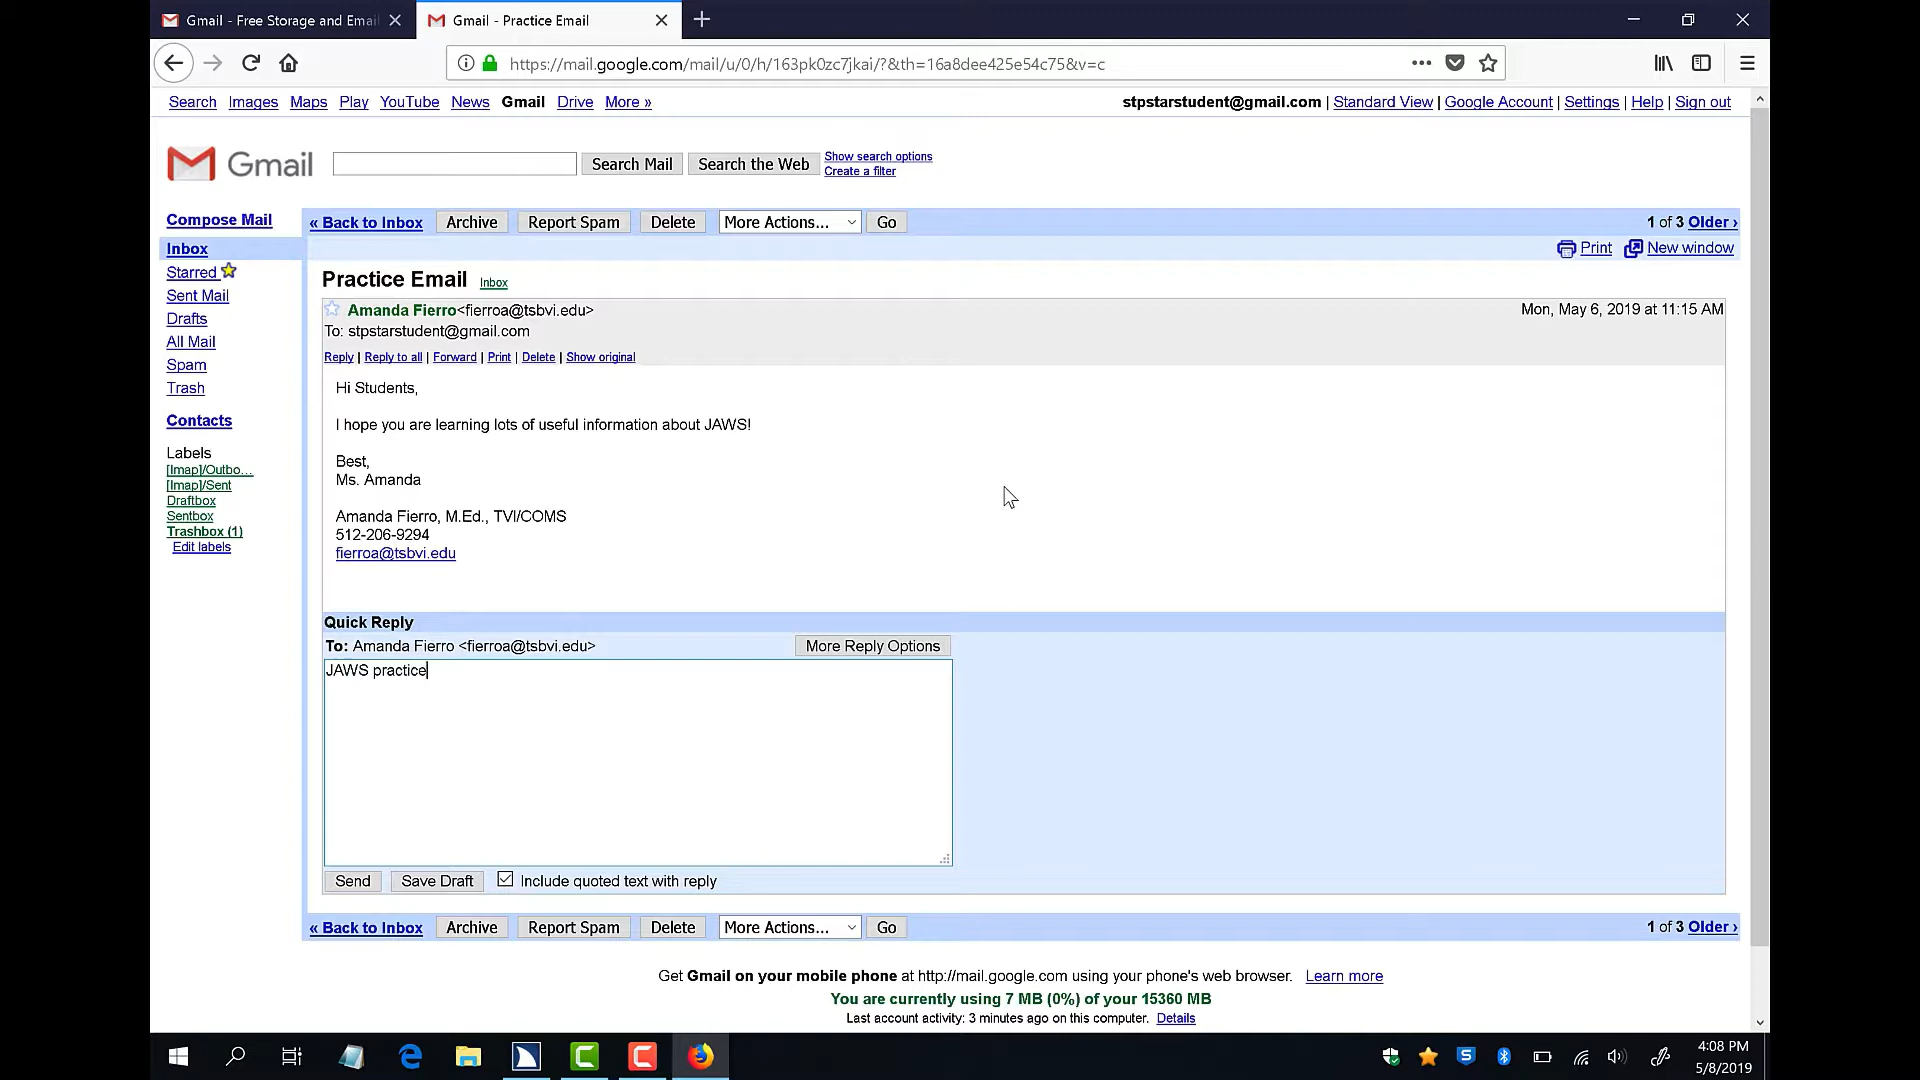 Gmail - Free Storage and Emai
Gmail - Practice Email
https://mail.google.com/mail/u/0/h/163pk0zc7jkai/?&th=16a8dee425e54c75&v=c
Search Images Maps Play YouTube News Gmail Drive More »
stpstarstudent@gmail.com | Standard View | Google Account | Settings | Help | Sign out
Gmail
Search Mail
Search the Web
Show search options
Create a filter
Compose Mail
Inbox
Starred
Sent Mail
Drafts
All Mail
Spam
Trash
Contacts
Labels
[Imap]/Outbo...
[Imap]/Sent
Draftbox
Sentbox
Trashbox (1)
Edit labels
« Back to Inbox Archive Report Spam Delete More Actions... Go 1 of 3 Older ›
Print New window
Practice Email Inbox
Amanda Fierro<fierroa@tsbvi.edu> Mon, May 6, 2019 at 11:15 AM
To: stpstarstudent@gmail.com
Reply | Reply to all | Forward | Print | Delete | Show original
Hi Students,
I hope you are learning lots of useful information about JAWS!
Best,
Ms. Amanda
Amanda Fierro, M.Ed., TVI/COMS
512-206-9294
fierroa@tsbvi.edu
Quick Reply
To: Amanda Fierro <fierroa@tsbvi.edu> More Reply Options
JAWS practice
Send Save Draft Include quoted text with reply
« Back to Inbox Archive Report Spam Delete More Actions... Go 1 of 3 Older ›
Get Gmail on your mobile phone at http://mail.google.com using your phone's web browser. Learn more
You are currently using 7 MB (0%) of your 15360 MB
Last account activity: 3 minutes ago on this computer. Details
4:08 PM
5/8/2019